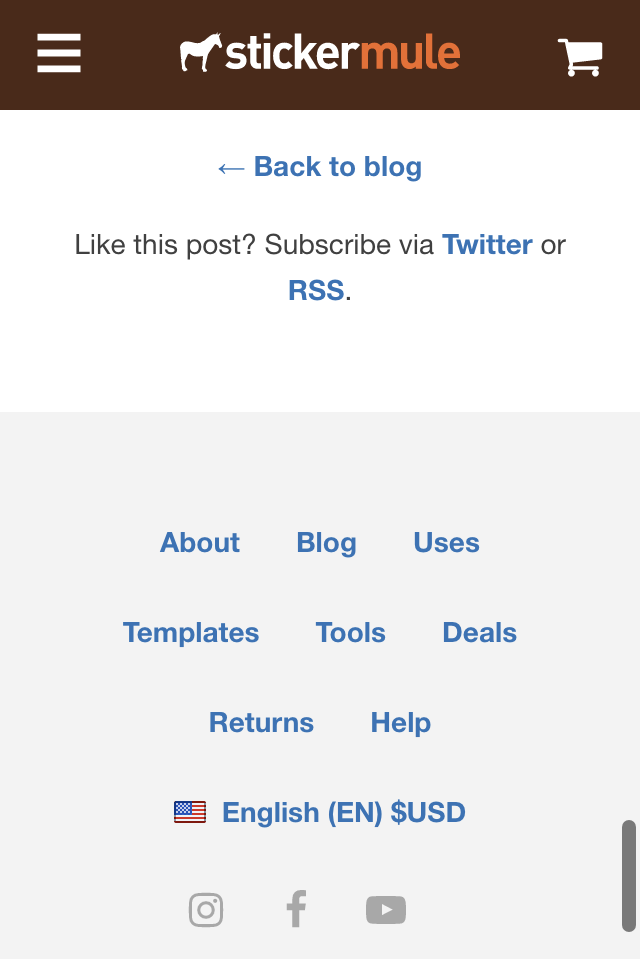 stickermule
← Back to blog
Like this post? Subscribe via Twitter or
RSS.
About Blog Uses
Templates Tools Deals
Returns Help
English (EN) $USD